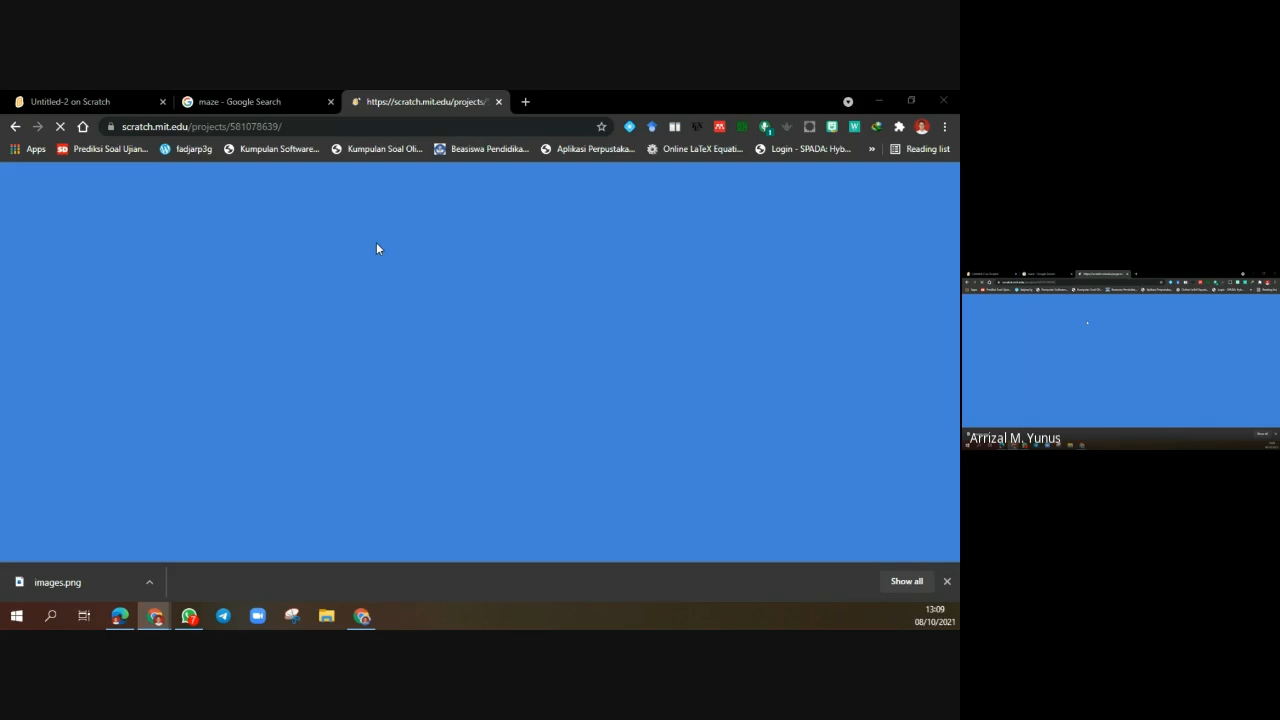 Untitled-2 on Scratch
maze - Google Search
https://scratch.mit.edu/projects/
scratch.mit.edu/projects/581078639/
Apps
Prediksi Soal Ujian...
fadjarp3g
Kumpulan Software...
Kumpulan Soal Oli...
Beasiswa Pendidika...
Aplikasi Perpustaka...
Online LaTeX Equati...
Login - SPADA: Hyb...
»
Reading list
images.png
Show all
13:09
08/10/2021
Arrizal M. Yunus